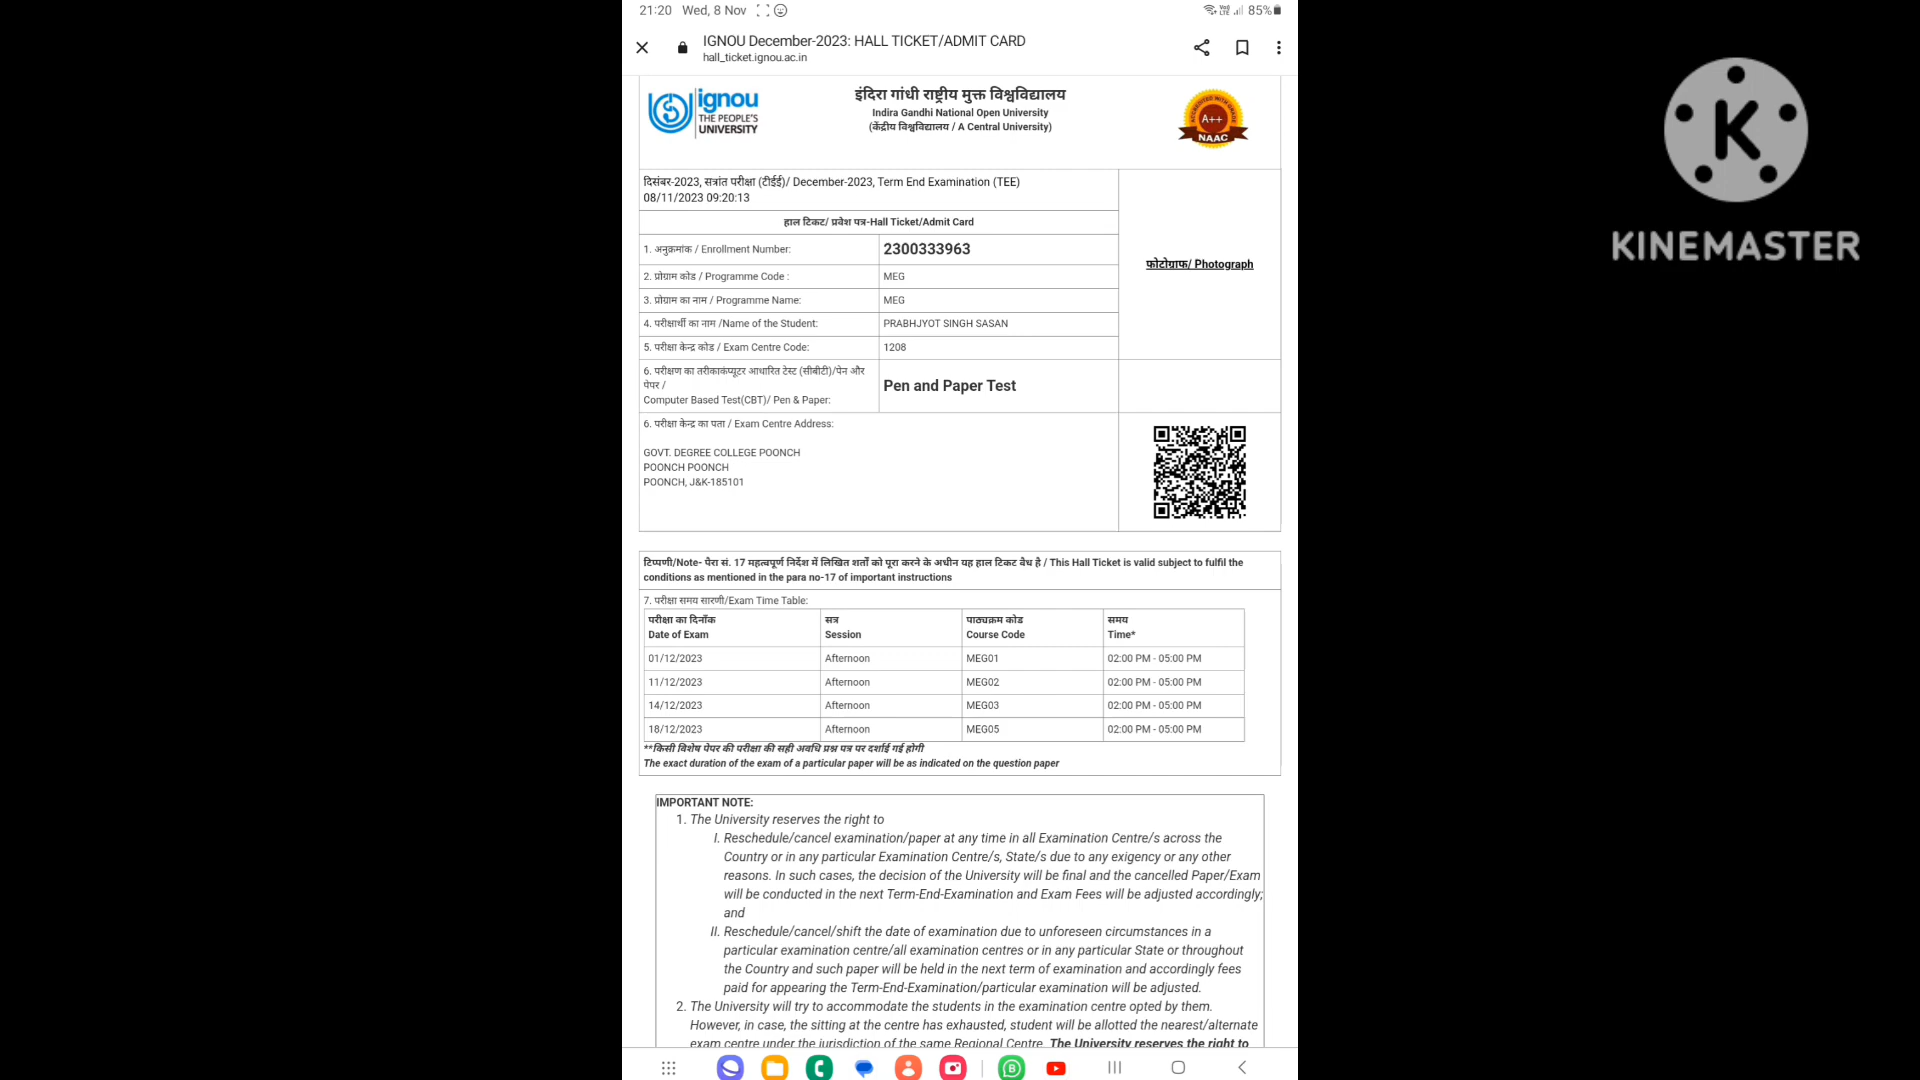 21:20 Wed, 8 Nov
85%
IGNOU December-2023: HALL TICKET/ADMIT CARD
hall_ticket.ignou.ac.in
ignou
THE PEOPLE'S
UNIVERSITY
इंदिरा गांधी राष्ट्रीय मुक्त विश्वविद्यालय
Indira Gandhi National Open University
(केंद्रीय विश्वविद्यालय / A Central University)
ACCREDITED WITH GRADE
A++
NAAC
KINEMASTER
दिसंबर-2023, सत्रांत परीक्षा (टीईई)/ December-2023, Term End Examination (TEE)
08/11/2023 09:20:13
हाल टिकट/ प्रवेश पत्र-Hall Ticket/Admit Card
1. अनुक्रमांक / Enrollment Number: 2300333963
फोटोग्राफ/ Photograph
2. प्रोग्राम कोड / Programme Code : MEG
3. प्रोग्राम का नाम / Programme Name: MEG
4. परीक्षार्थी का नाम /Name of the Student: PRABHJYOT SINGH SASAN
5. परीक्षा केन्द्र कोड / Exam Centre Code: 1208
6. परीक्षण का तरीकाकंप्यूटर आधारित टेस्ट (सीबीटी)/पेन और
पेपर /
Computer Based Test(CBT)/ Pen & Paper: Pen and Paper Test
6. परीक्षा केन्द्र का पता / Exam Centre Address:
GOVT. DEGREE COLLEGE POONCH
POONCH POONCH
POONCH, J&K-185101
टिप्पणी/Note- पैरा सं. 17 महत्वपूर्ण निर्देश में लिखित शर्तों को पूरा करने के अधीन यह हाल टिकट वैध है / This Hall Ticket is valid subject to fulfil the
conditions as mentioned in the para no-17 of important instructions
7. परीक्षा समय सारणी/Exam Time Table:
परीक्षा का दिनाँक सत्र पाठ्यक्रम कोड समय
Date of Exam Session Course Code Time*
01/12/2023 Afternoon MEG01 02:00 PM - 05:00 PM
11/12/2023 Afternoon MEG02 02:00 PM - 05:00 PM
14/12/2023 Afternoon MEG03 02:00 PM - 05:00 PM
18/12/2023 Afternoon MEG05 02:00 PM - 05:00 PM
**किसी विशेष पेपर की परीक्षा की सही अवधि प्रश्न पत्र पर दर्शाई गई होगी
The exact duration of the exam of a particular paper will be as indicated on the question paper
IMPORTANT NOTE:
1. The University reserves the right to
I. Reschedule/cancel examination/paper at any time in all Examination Centre/s across the
Country or in any particular Examination Centre/s, State/s due to any exigency or any other
reasons. In such cases, the decision of the University will be final and the cancelled Paper/Exam
will be conducted in the next Term-End-Examination and Exam Fees will be adjusted accordingly;
and
II. Reschedule/cancel/shift the date of examination due to unforeseen circumstances in a
particular examination centre/all examination centres or in any particular State or throughout
the Country and such paper will be held in the next term of examination and accordingly fees
paid for appearing the Term-End-Examination/particular examination will be adjusted.
2. The University will try to accommodate the students in the examination centre opted by them.
However, in case, the sitting at the centre has exhausted, student will be allotted the nearest/alternate
exam centre under the jurisdiction of the same Regional Centre. The University reserves the right to